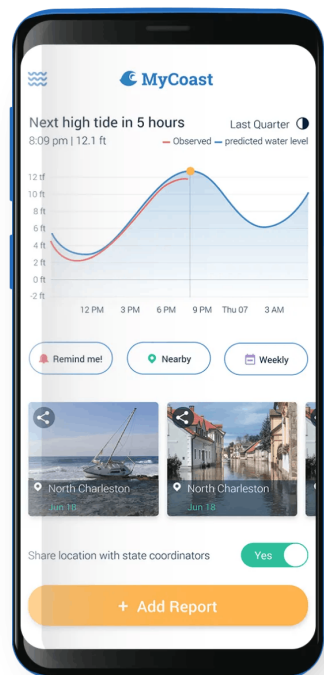 MyCoast
Next high tide in 5 hours
Last Quarter
8:09 pm | 12.1 ft
Observed
predicted water level
12 tf
10 ft
8 ft
6 ft
4 ft
2 ft
0 ft
-2 ft
12 PM 3 PM 6 PM 9 PM Thu 07 3 AM
Remind me!
Nearby
Weekly
North Charleston
Jun 18
North Charleston
Jun 18
Share location with state coordinators
Yes
+ Add Report